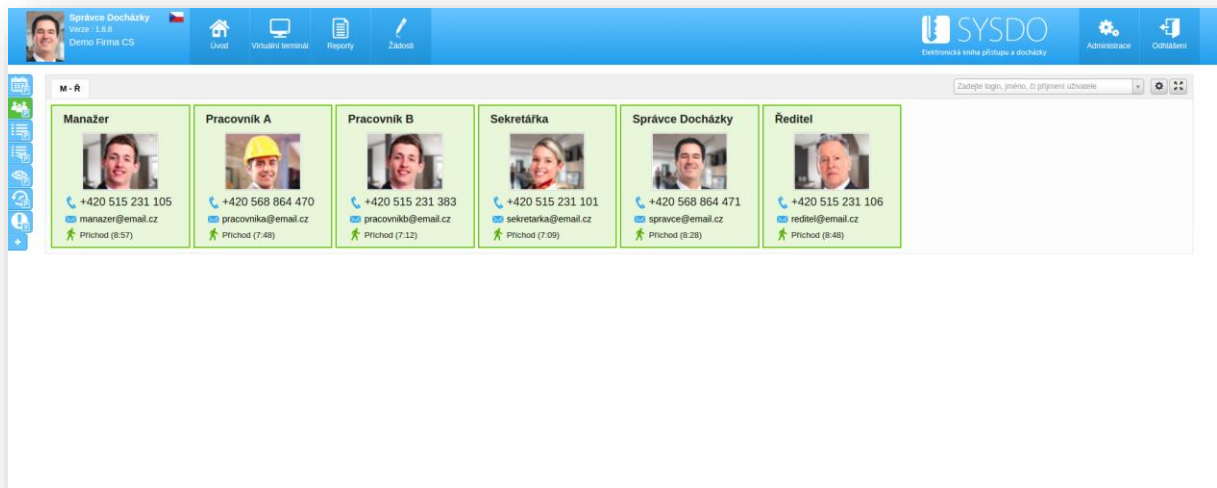 Správce Docházky
Verze : 1.6.6
Demo Firma CS
Úvod
Virtuální terminál
Reporty
Žádosti
SYSDO
Elektronická kniha přístupu a docházky
Administrace
Odhlášení
M - Ř
Zadejte login, jméno, či příjmení uživatele
Manažer
+420 515 231 105
manazer@email.cz
Příchod (8:57)
Pracovník A
+420 568 864 470
pracovnika@email.cz
Příchod (7:48)
Pracovník B
+420 515 231 383
pracovnikb@email.cz
Příchod (7:12)
Sekretářka
+420 515 231 101
sekretarka@email.cz
Příchod (7:09)
Správce Docházky
+420 568 864 471
spravce@email.cz
Příchod (8:28)
Ředitel
+420 515 231 106
reditel@email.cz
Příchod (8:48)